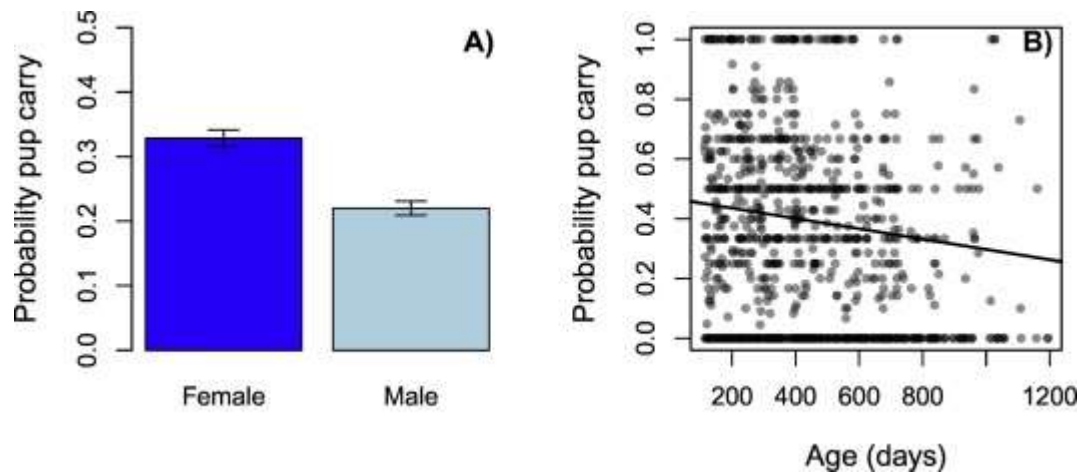 A)
Probability pup carry
0.5
0.4
0.3
0.2
0.1
0.0
Female Male
B)
Probability pup carry
1.0
0.8
0.6
0.4
0.2
0.0
200 400 600 800 1200
Age (days)